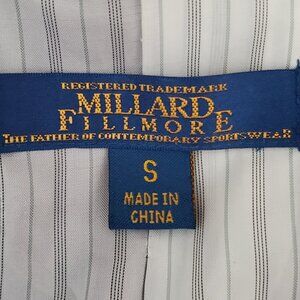 REGISTERED TRADEMARK
MILLARD
FILLMORE
THE FATHER OF CONTEMPORARY SPORTSWEAR
S
MADE IN
CHINA